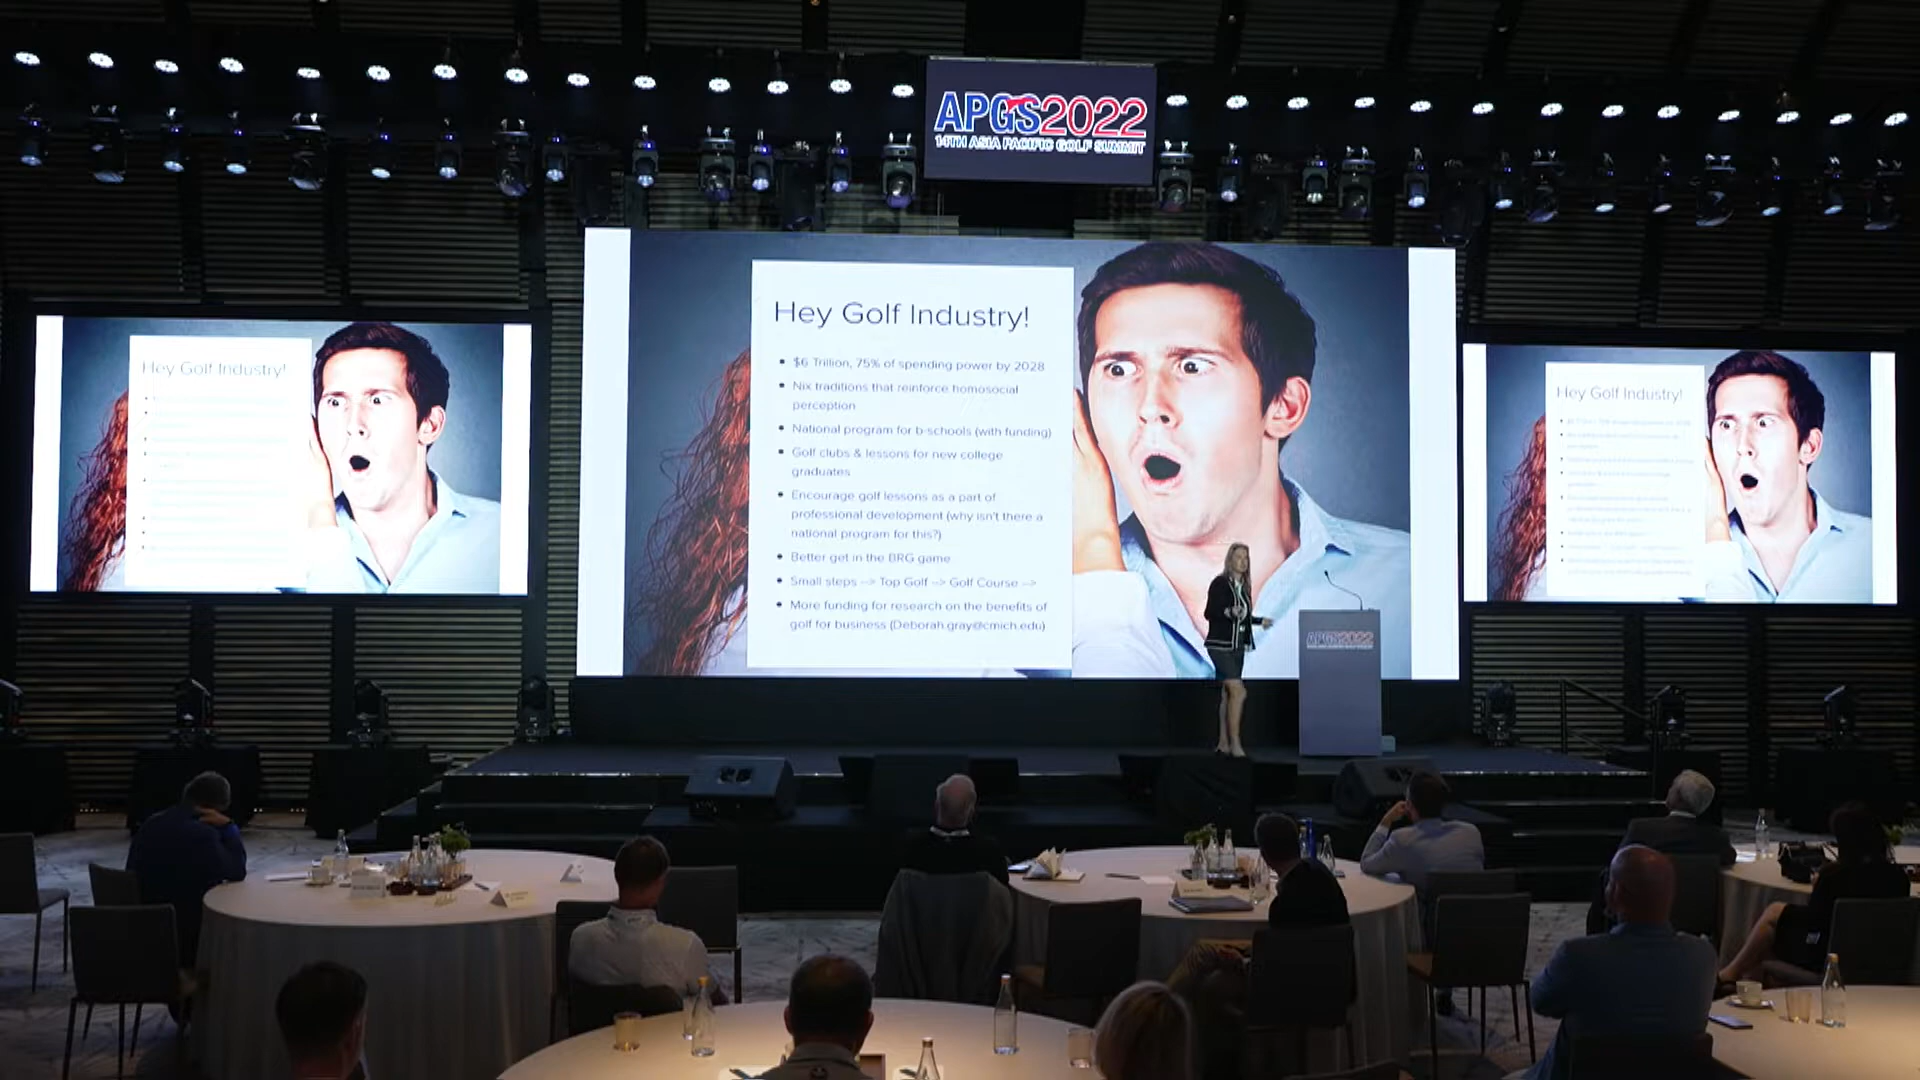 APGS2022
14TH ASIA PACIFIC GOLF SUMMIT
Hey Golf Industry!
Hey Golf Industry!
• $6 Trillion, 75% of spending power by 2028
• Nix traditions that reinforce homosocial
perception
• National program for b-schools (with funding)
• Golf clubs & lessons for new college
graduates
• Encourage golf lessons as a part of
professional development (why isn't there a
national program for this?)
• Better get in the BRG game
• Small steps --> Top Golf --> Golf Course -->
• More funding for research on the benefits of
golf for business (Deborah.gray@cmich.edu)
Hey Golf Industry!
APGS2022